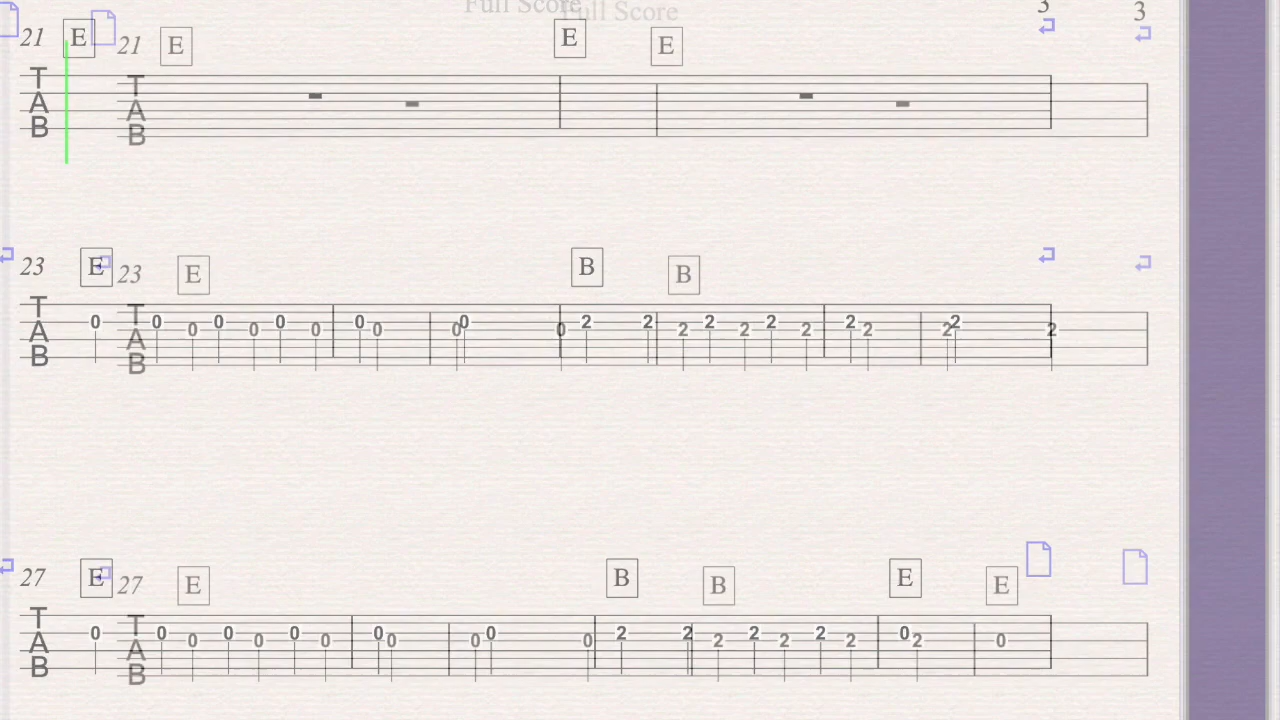 Full Score Full Score 3 3
21 E 21 E E E
T A B T A B
23 E 23 E B B
T A B T A B
0 0 0 0 0 0 0 0 0 0 0 0 2 2 2 2 2 2 2 2 2 2 2 2
27 E 27 E B B E E
T A B T A B
0 0 0 0 0 0 0 0 0 0 0 0 2 2 2 2 2 2 2 0 2 0